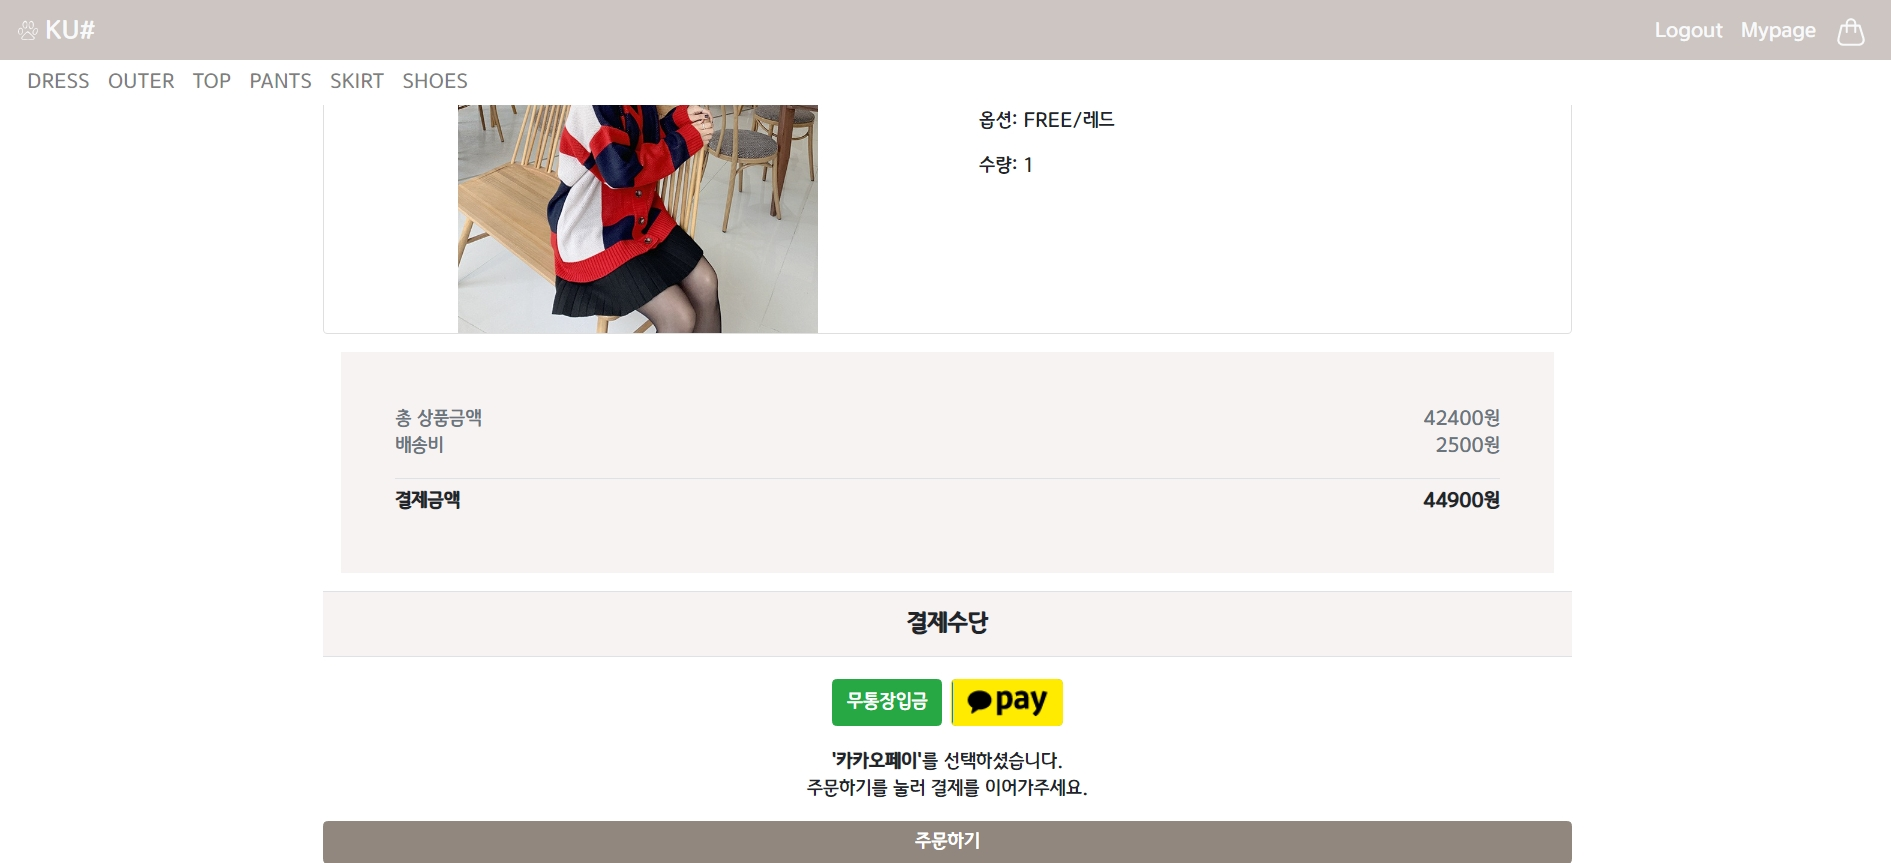 KU#
Logout Mypage
DRESS OUTER TOP PANTS SKIRT SHOES
옵션: FREE/레드
수량: 1
총 상품금액 42400원
배송비 2500원
결제금액 44900원
결제수단
무통장입금 pay
'카카오페이'를 선택하셨습니다.
주문하기를 눌러 결제를 이어가주세요.
주문하기